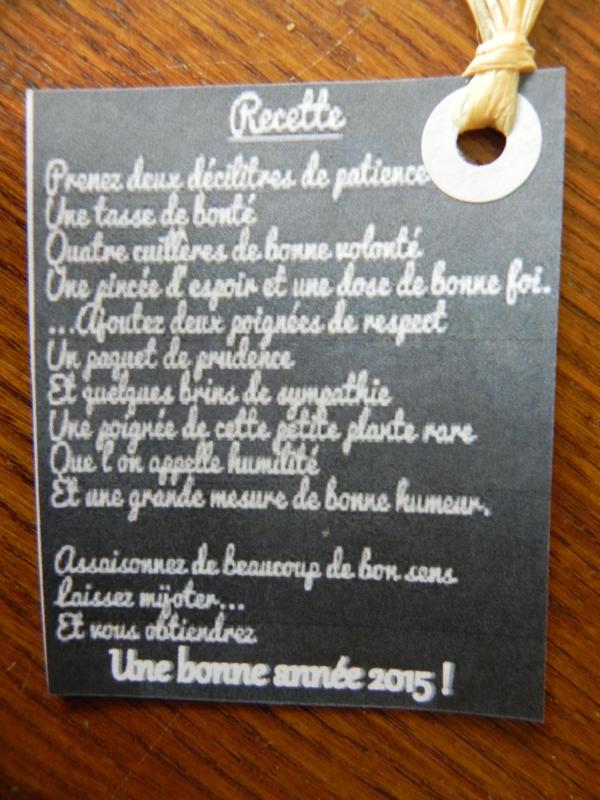 Recette
Prenez deux décilitres de patience
Une tasse de bonté
Quatre cuillères de bonne volonté
Une pincée d'espoir et une dose de bonne foi.
...Ajoutez deux poignées de respect
Un paquet de prudence
Et quelques brins de sympathie
Une poignée de cette petite plante rare
Que l'on appelle humilité
Et une grande mesure de bonne humeur.
Assaisonnez de beaucoup de bon sens
Laissez mijoter...
Et vous obtiendrez
Une bonne année 2015 !